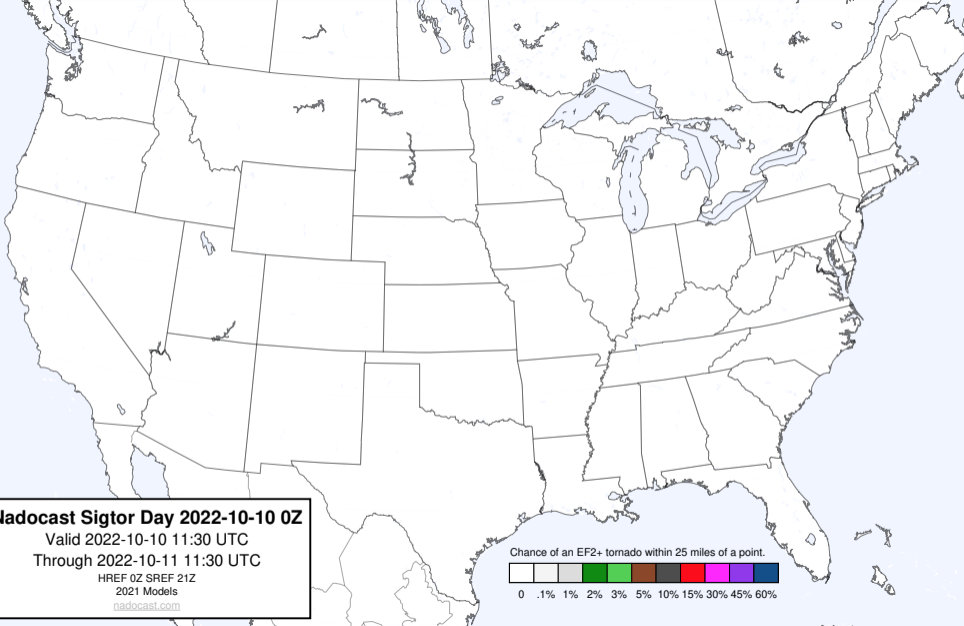 Nadocast Sigtor Day 2022-10-10 0Z
Valid 2022-10-10 11:30 UTC
Through 2022-10-11 11:30 UTC
HREF 0Z SREF 21Z
2021 Models
nadocast.com
Chance of an EF2+ tornado within 25 miles of a point.
0 .1% 1% 2% 3% 5% 10% 15% 30% 45% 60%